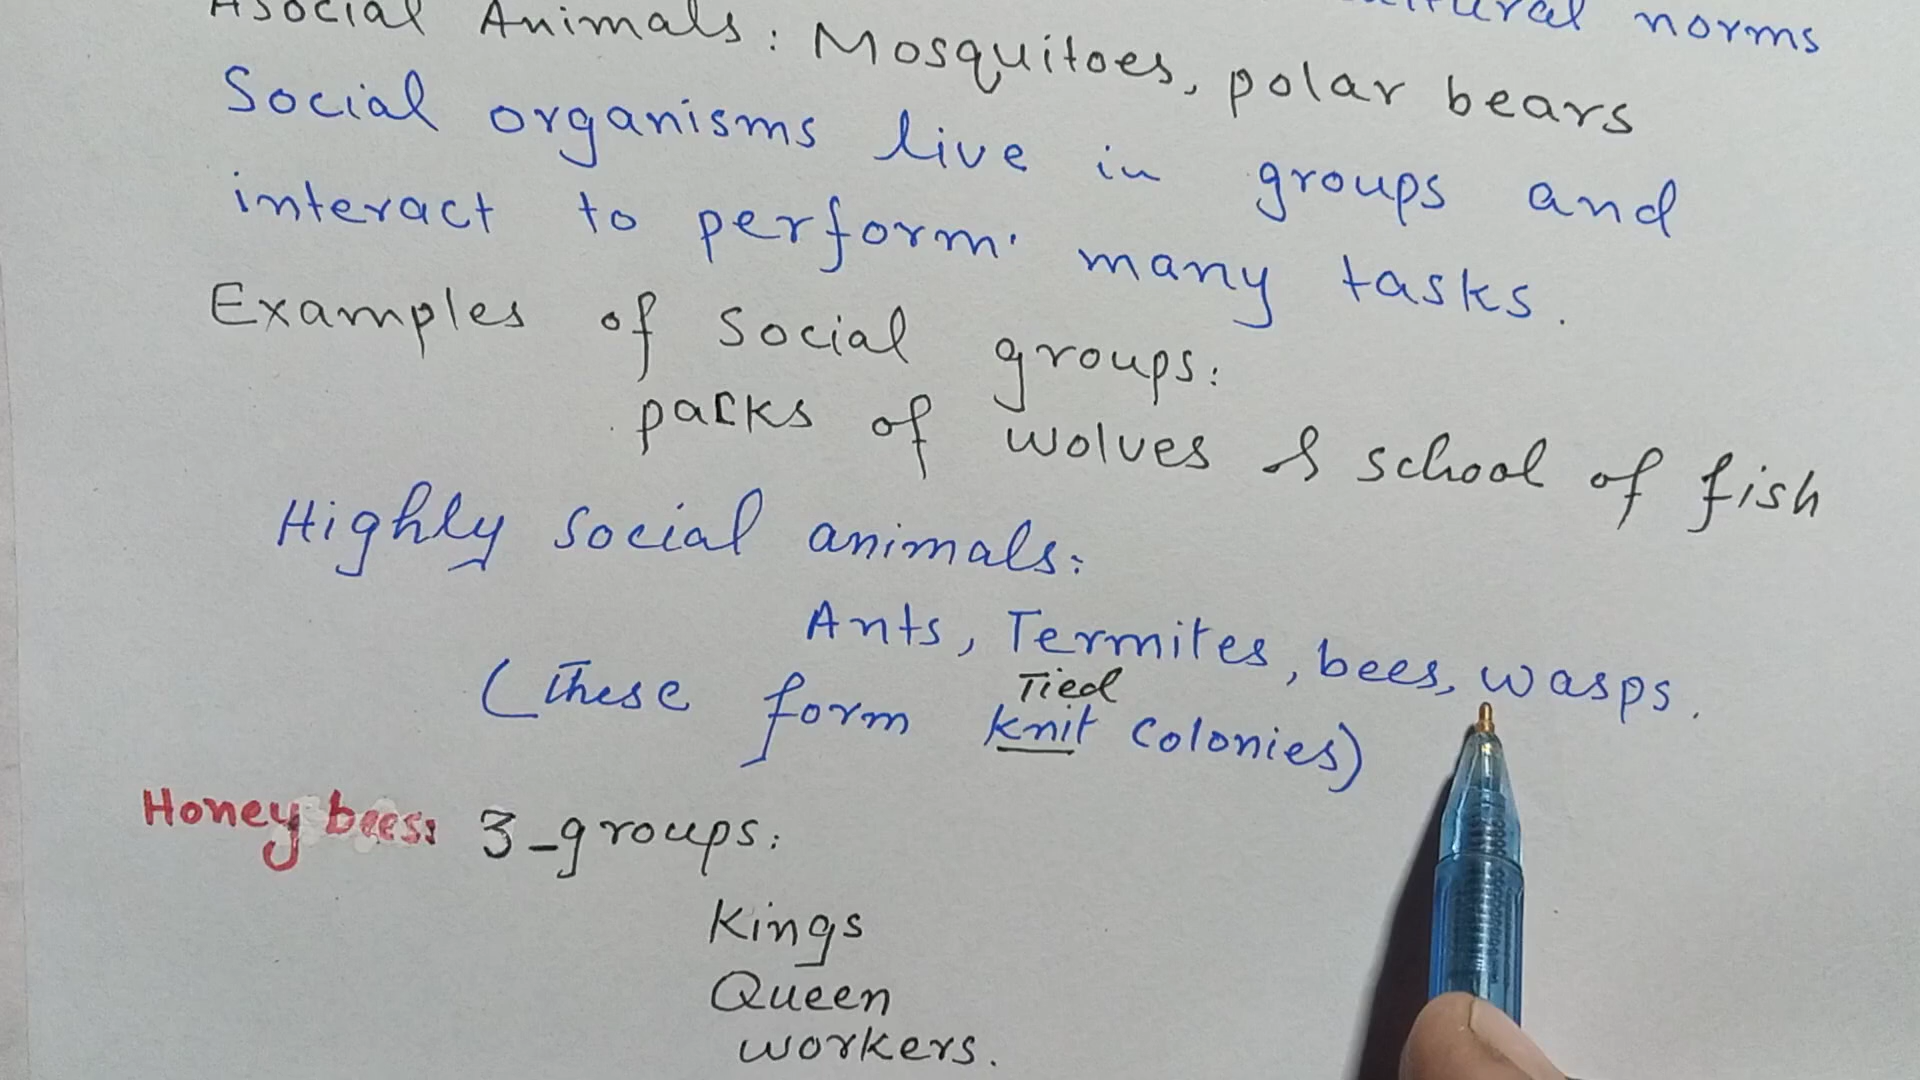 Asocial Animals: Mosquitoes, polar bears
norms
Social organisms live in groups and
interact to perform many tasks.
Examples of social groups:
packs of wolves & school of fish
Highly social animals:
Ants, Termites, bees, wasps.
Tied
(These form knit colonies)
Honey bees: 3-groups:
Kings
Queen
workers.